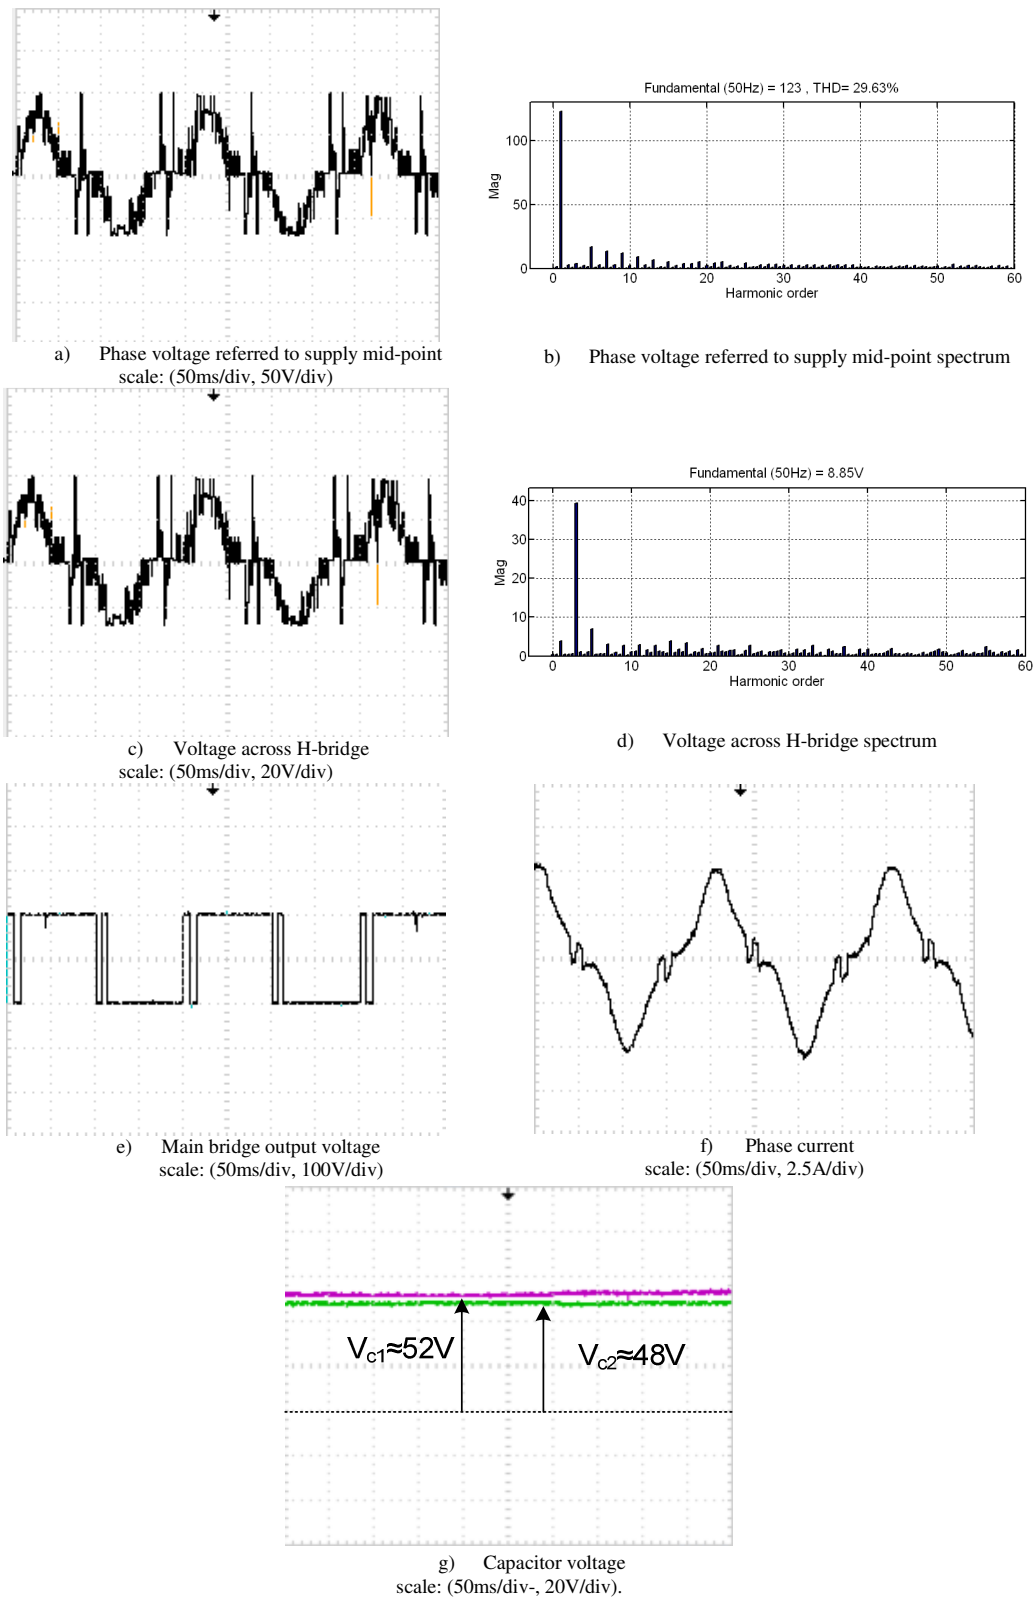 Fundamental (50Hz) = 123 , THD= 29.63%
100
50
0
Mag
0 10 20 30 40 50 60
Harmonic order
a) Phase voltage referred to supply mid-point
scale: (50ms/div, 50V/div)
b) Phase voltage referred to supply mid-point spectrum
Fundamental (50Hz) = 8.85V
40
30
20
10
0
Mag
0 10 20 30 40 50 60
Harmonic order
c) Voltage across H-bridge
scale: (50ms/div, 20V/div)
d) Voltage across H-bridge spectrum
e) Main bridge output voltage
scale: (50ms/div, 100V/div)
f) Phase current
scale: (50ms/div, 2.5A/div)
Vc1≈52V
Vc2≈48V
g) Capacitor voltage
scale: (50ms/div-, 20V/div).